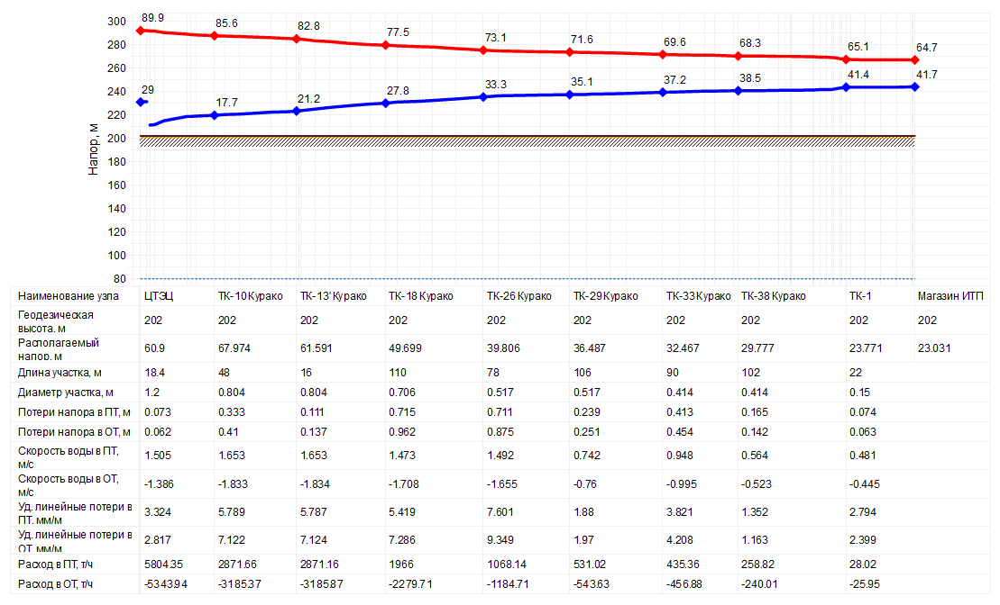 300
280
260
240
220
200
180
160
140
120
100
80
Напор, м
89.9
85.6
82.8
77.5
73.1
71.6
69.6
68.3
65.1
64.7
29
17.7
21.2
27.8
33.3
35.1
37.2
38.5
41.4
41.7
Наименование узла ЦТЭЦ ТК-10 Курако ТК-13' Курако ТК-18 Курако ТК-26 Курако ТК-29 Курако ТК-33 Курако ТК-38 Курако ТК-1 Магазин ИТП
Геодезическая
высота, м 202 202 202 202 202 202 202 202 202 202
Располагаемый
напор, м 60.9 67.974 61.591 49.699 39.806 36.487 32.467 29.777 23.771 23.031
Длина участка, м 18.4 48 16 110 78 106 90 102 22
Диаметр участка, м 1.2 0.804 0.804 0.706 0.517 0.517 0.414 0.414 0.15
Потери напора в ПТ, м 0.073 0.333 0.111 0.715 0.711 0.239 0.413 0.165 0.074
Потери напора в ОТ, м 0.062 0.41 0.137 0.962 0.875 0.251 0.454 0.142 0.063
Скорость воды в ПТ,
м/с 1.505 1.653 1.653 1.473 1.492 0.742 0.948 0.564 0.481
Скорость воды в ОТ,
м/с -1.386 -1.833 -1.834 -1.708 -1.655 -0.76 -0.995 -0.523 -0.445
Уд. линейные потери в
ПТ, мм/м 3.324 5.789 5.787 5.419 7.601 1.88 3.821 1.352 2.794
Уд. линейные потери в
ОТ, мм/м 2.817 7.122 7.124 7.286 9.349 1.97 4.208 1.163 2.399
Расход в ПТ, т/ч 5804.35 2871.66 2871.16 1966 1068.14 531.02 435.36 258.82 28.02
Расход в ОТ, т/ч -5343.94 -3185.37 -3185.87 -2279.71 -1184.71 -543.63 -456.88 -240.01 -25.95